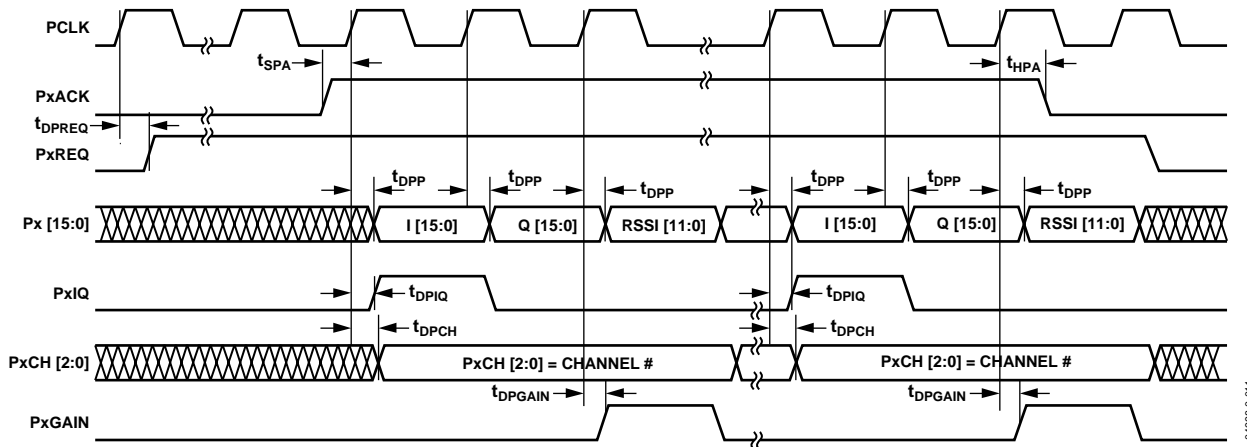 PCLK
tSPA
tHPA
PxACK
tDPREQ
PxREQ
tDPP tDPP tDPP tDPP tDPP tDPP
Px [15:0] I [15:0] Q [15:0] RSSI [11:0] I [15:0] Q [15:0] RSSI [11:0]
PxIQ
tDPIQ tDPIQ
tDPCH tDPCH
PxCH [2:0] PxCH [2:0] = CHANNEL # PxCH [2:0] = CHANNEL #
tDPGAIN tDPGAIN
PxGAIN